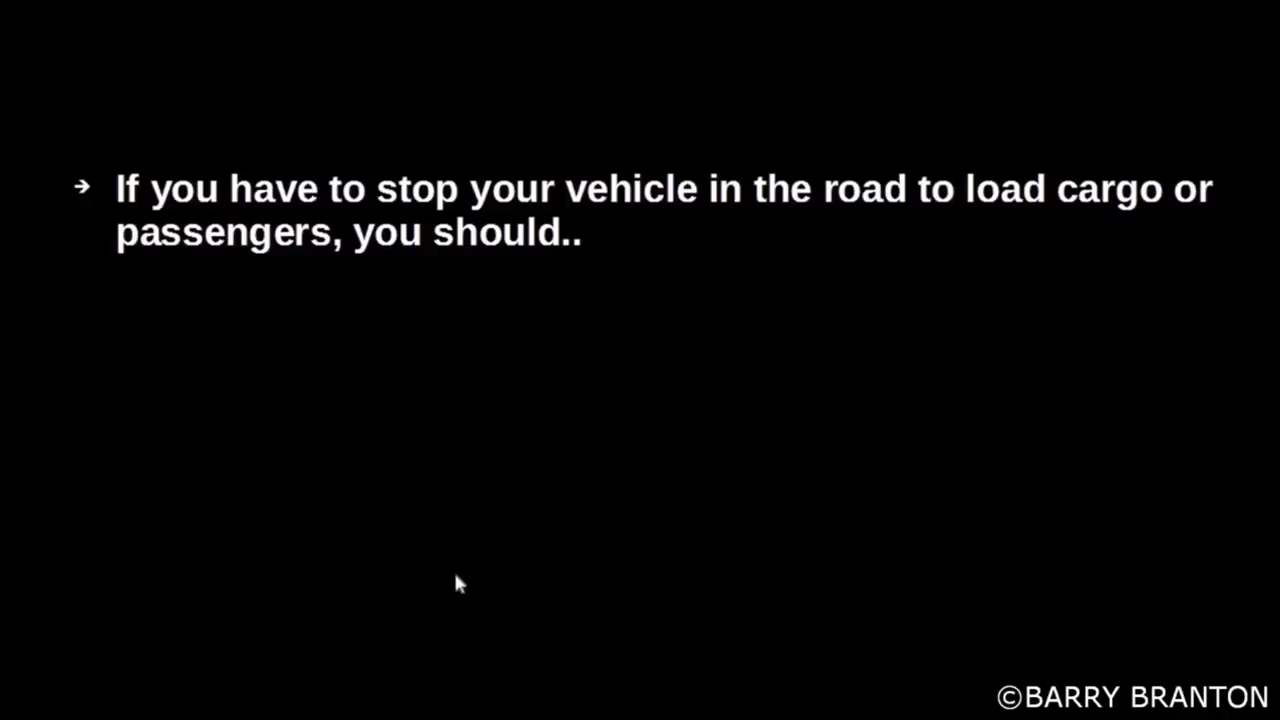 ➔ If you have to stop your vehicle in the road to load cargo or
passengers, you should..
©BARRY BRANTON